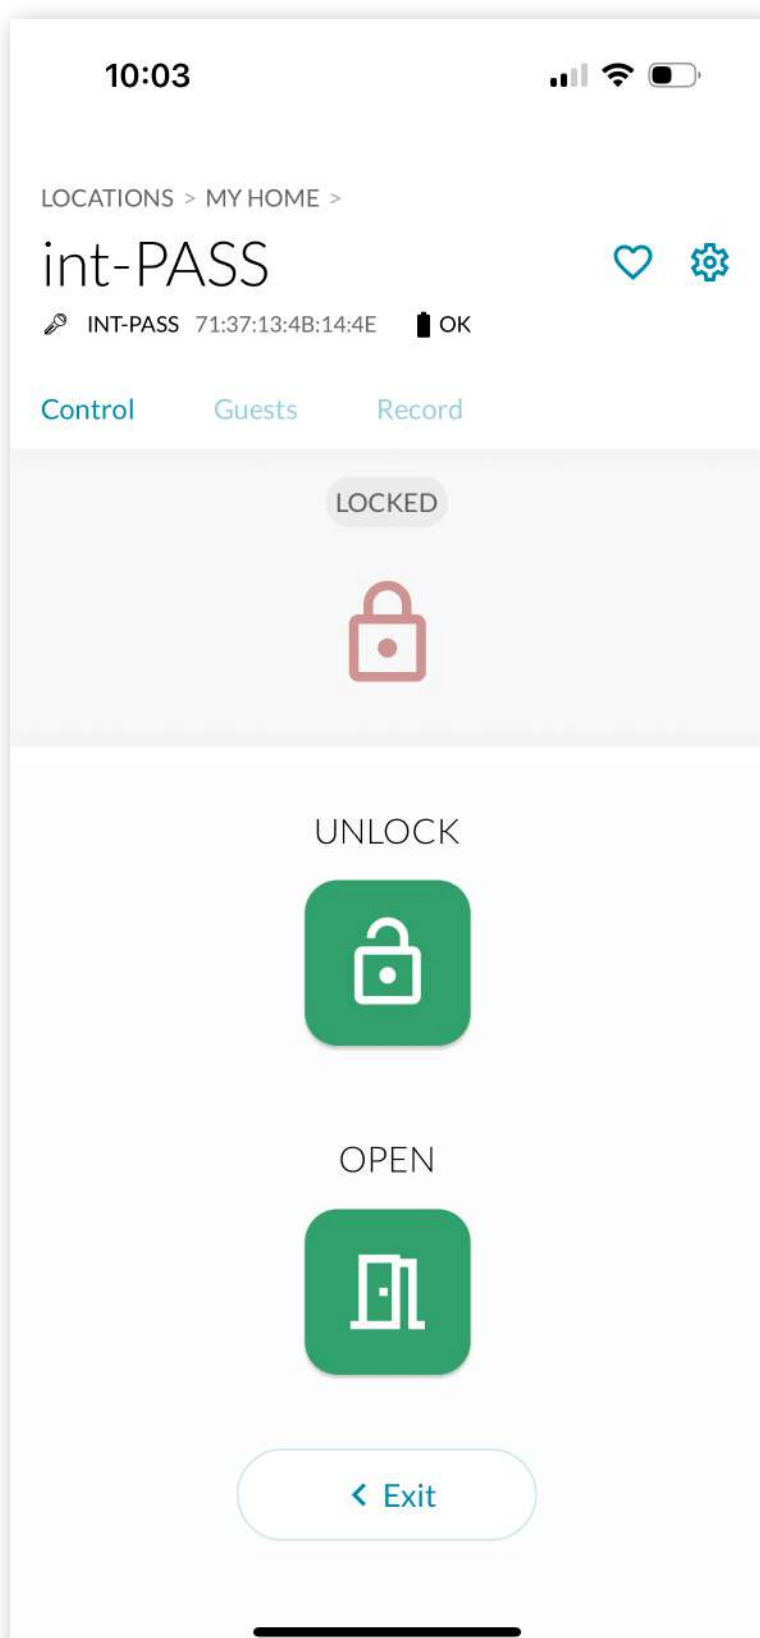 10:03
LOCATIONS > MY HOME >
int-PASS
INT-PASS 71:37:13:4B:14:4E OK
Control Guests Record
LOCKED
UNLOCK
OPEN
< Exit